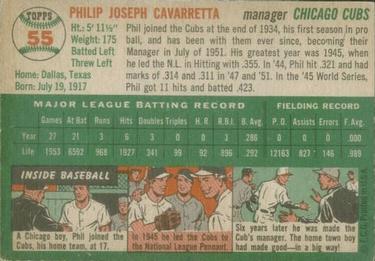 TOPPS
55
PHILIP JOSEPH CAVARRETTA manager CHICAGO CUBS
Ht.: 5' 11½"
Weight: 175
Batted Left
Threw Left
Home: Dallas, Texas
Born: July 19, 1917
Phil joined the Cubs at the end of 1934, his first season in pro
ball, and has been with them ever since, becoming their
Manager in July of 1951. His greatest year was 1945, when
he led the N.L. in Hitting with .355. In '44, Phil hit .321 and had
marks of .314 and .311 in '47 and '51. In the '45 World Series,
Phil got 11 hits and batted .423.
MAJOR LEAGUE BATTING RECORD FIELDING RECORD
Games At Bat Runs Hits Doubles Triples H.R. R.B.I. B. Avg. P.O. Assists Errors F. Avg.
YEAR 27 21 3 6 3 0 0 3 .286 0 0 0 .000
LIFE 1953 6592 968 1927 341 99 92 896 .292 12163 827 146 .989
INSIDE BASEBALL
A Chicago boy, Phil joined the Cubs, his home team, at 17.
In 1945 he led the Cubs to the National League Pennant.
Six years later he was made the Cub's manager. The home town boy had made good—in a big way!